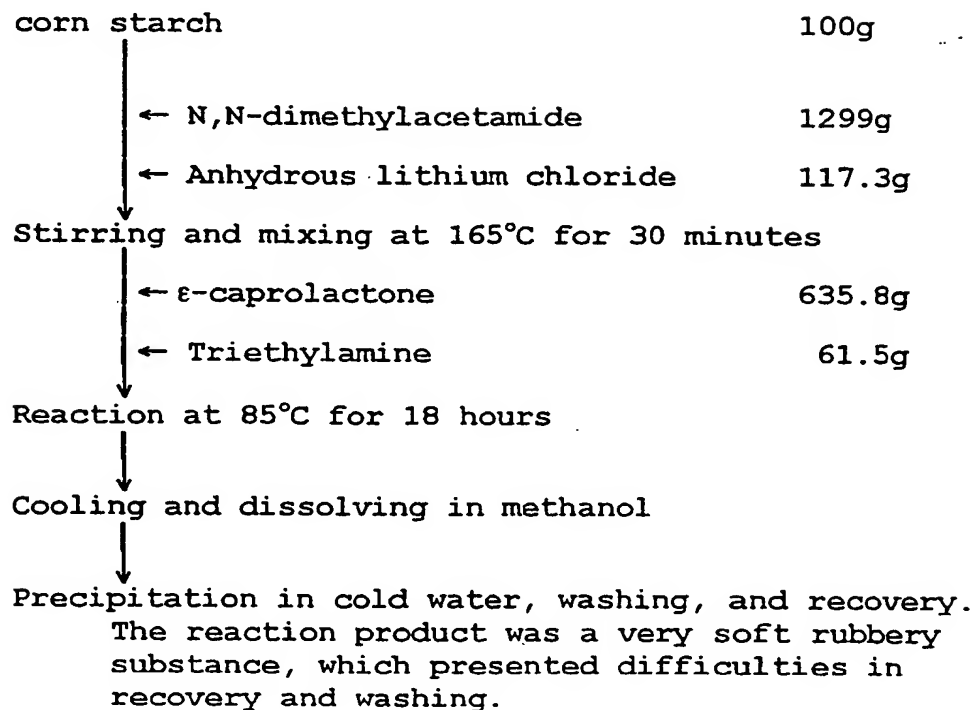 corn starch 100g
← N,N-dimethylacetamide 1299g
← Anhydrous lithium chloride 117.3g
Stirring and mixing at 165°C for 30 minutes
← ε-caprolactone 635.8g
← Triethylamine 61.5g
Reaction at 85°C for 18 hours
Cooling and dissolving in methanol
Precipitation in cold water, washing, and recovery.
The reaction product was a very soft rubbery
substance, which presented difficulties in
recovery and washing.